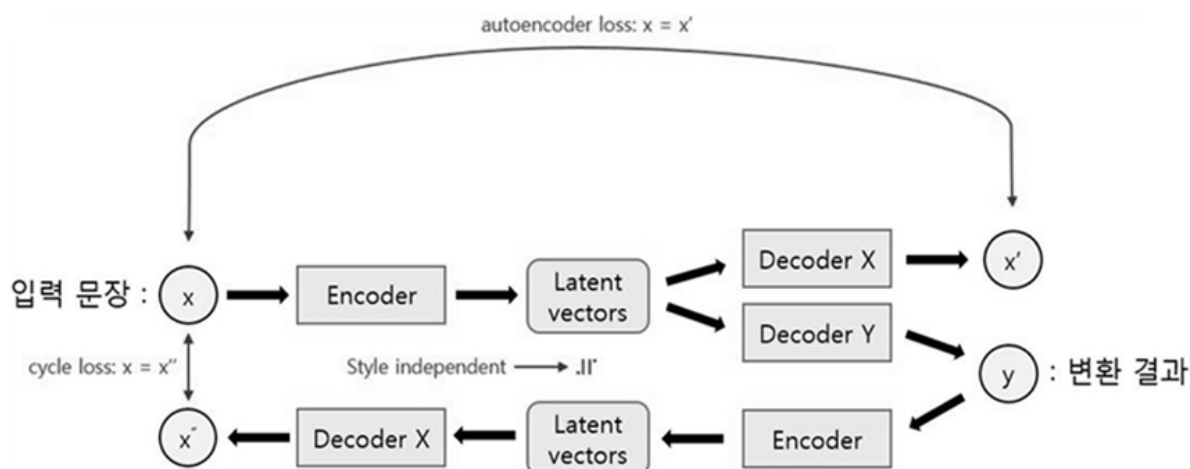 autoencoder loss: x = x′
입력 문장 :
x
Encoder
Latent
vectors
Decoder X
x′
Decoder Y
cycle loss: x = x″
Style independent
y
: 변환 결과
x″
Decoder X
Latent
vectors
Encoder